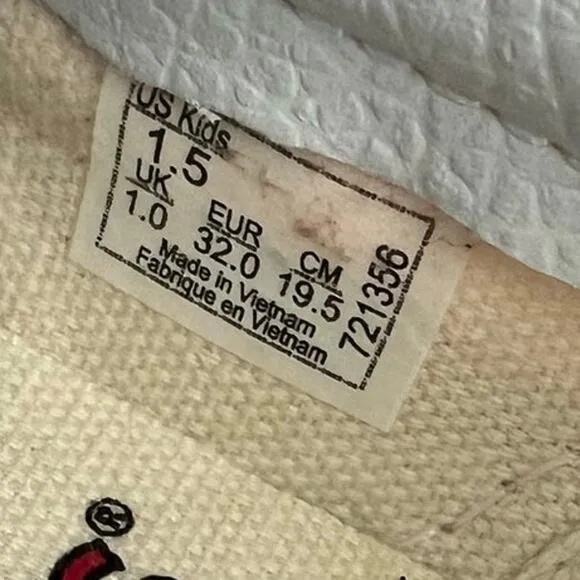 US Kids
1.5
UK EUR CM
1.0 32.0 19.5
Made in Vietnam
Fabrique en Vietnam
721356
®